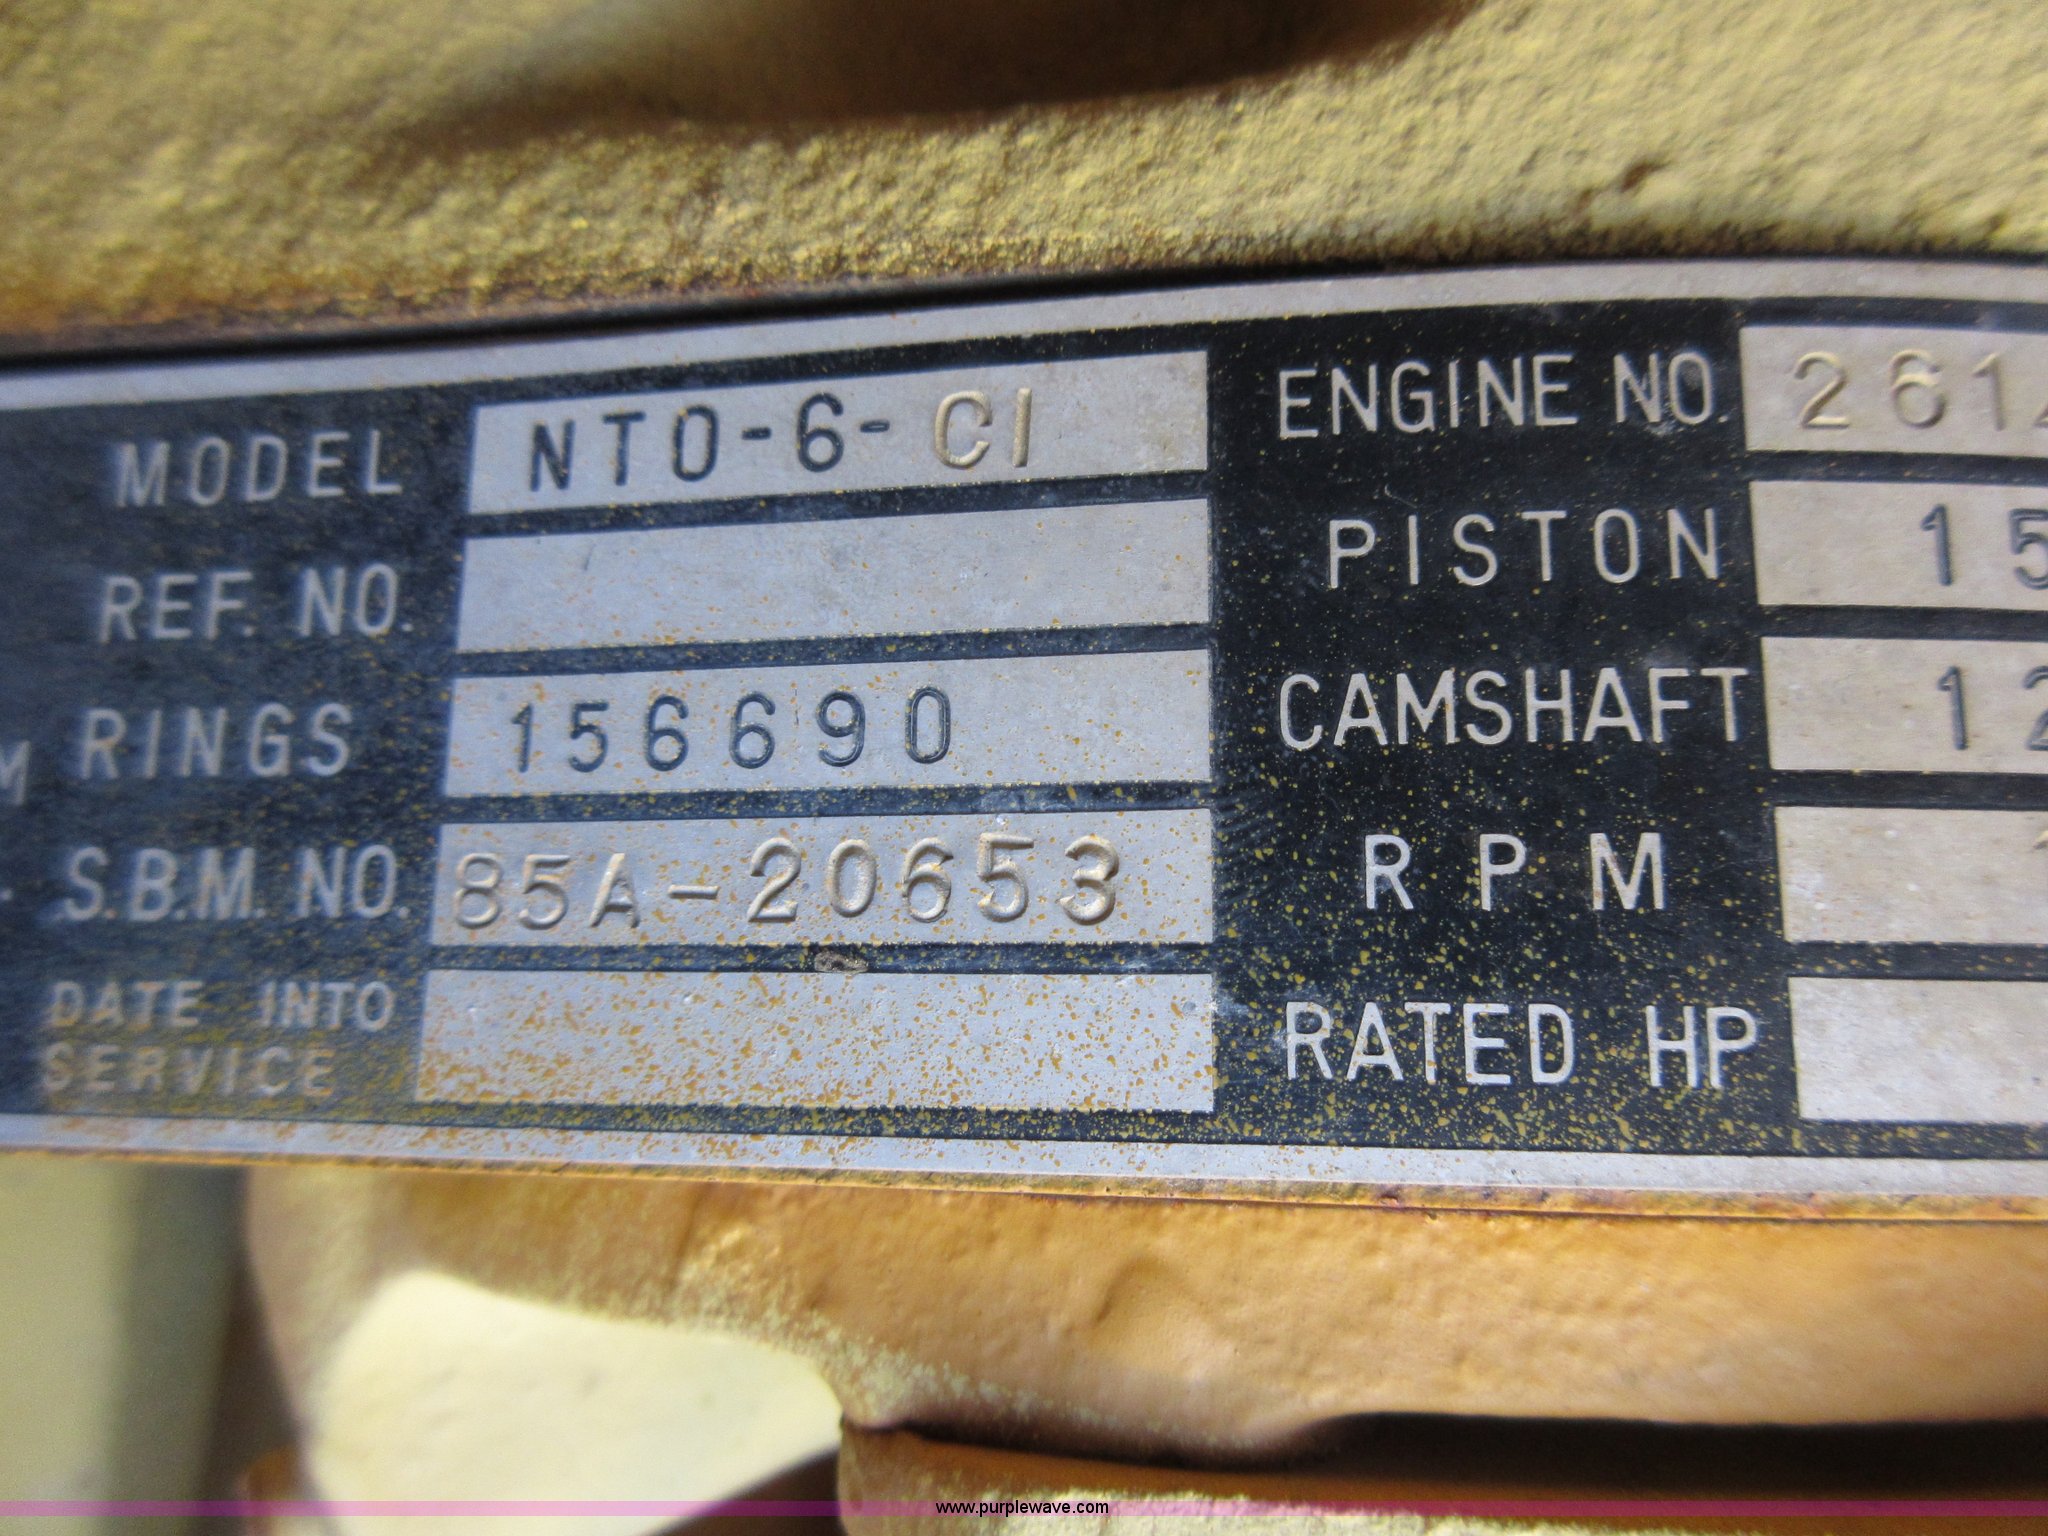 MODEL NTO-6-CI ENGINE NO. 261
REF. NO. PISTON 15
RINGS 156690 CAMSHAFT 12
S.B.M. NO. 85A-20653 RPM
DATE INTO SERVICE RATED HP
www.purplewave.com